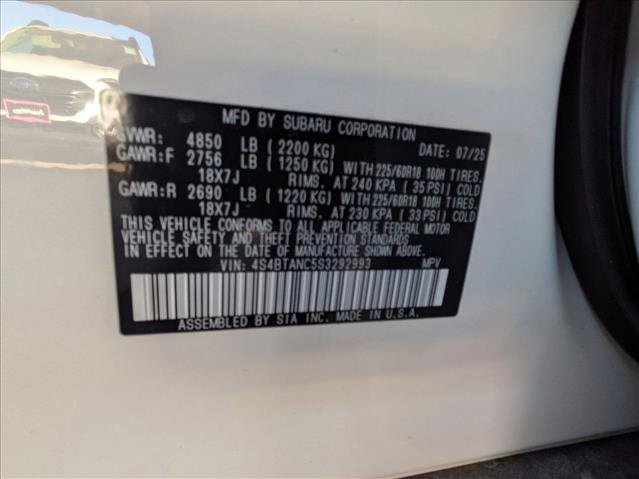 MFD BY SUBARU CORPORATION
GVWR: 4850 LB ( 2200 KG) DATE: 07/25
GAWR:F 2756 LB ( 1250 KG) WITH 225/60R18 100H TIRES.
18X7J RIMS. AT 240 KPA ( 35 PSI) COLD
GAWR:R 2690 LB ( 1220 KG) WITH 225/60R18 100H TIRES.
18X7J RIMS. AT 230 KPA ( 33 PSI) COLD
THIS VEHICLE CONFORMS TO ALL APPLICABLE FEDERAL MOTOR
VEHICLE SAFETY AND THEFT PREVENTION STANDARDS
IN EFFECT ON THE DATE OF MANUFACTURE SHOWN ABOVE.
VIN: 4S4BTANC5S3292993 MPV
ASSEMBLED BY SIA INC. MADE IN U.S.A.